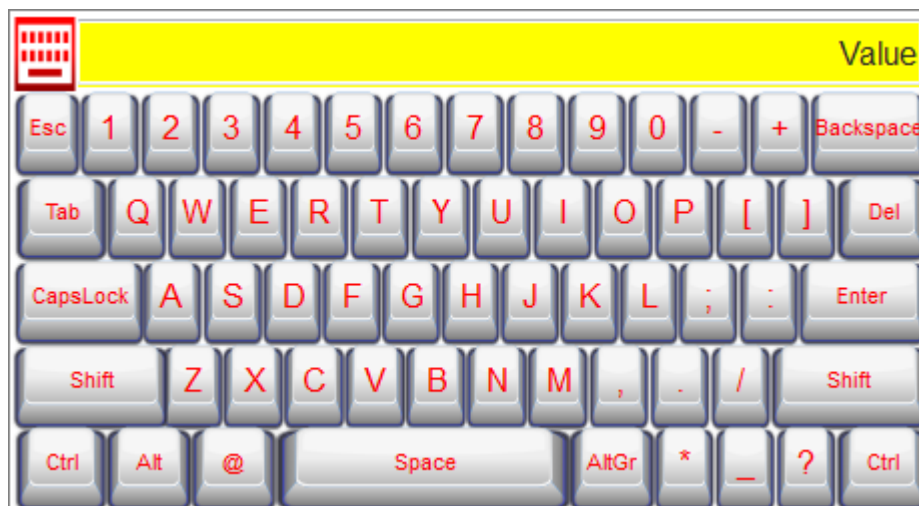 Value
Esc 1 2 3 4 5 6 7 8 9 0 - + Backspace
Tab Q W E R T Y U I O P [ ] Del
CapsLock A S D F G H J K L ; : Enter
Shift Z X C V B N M , . / Shift
Ctrl Alt @ Space AltGr * _ ? Ctrl